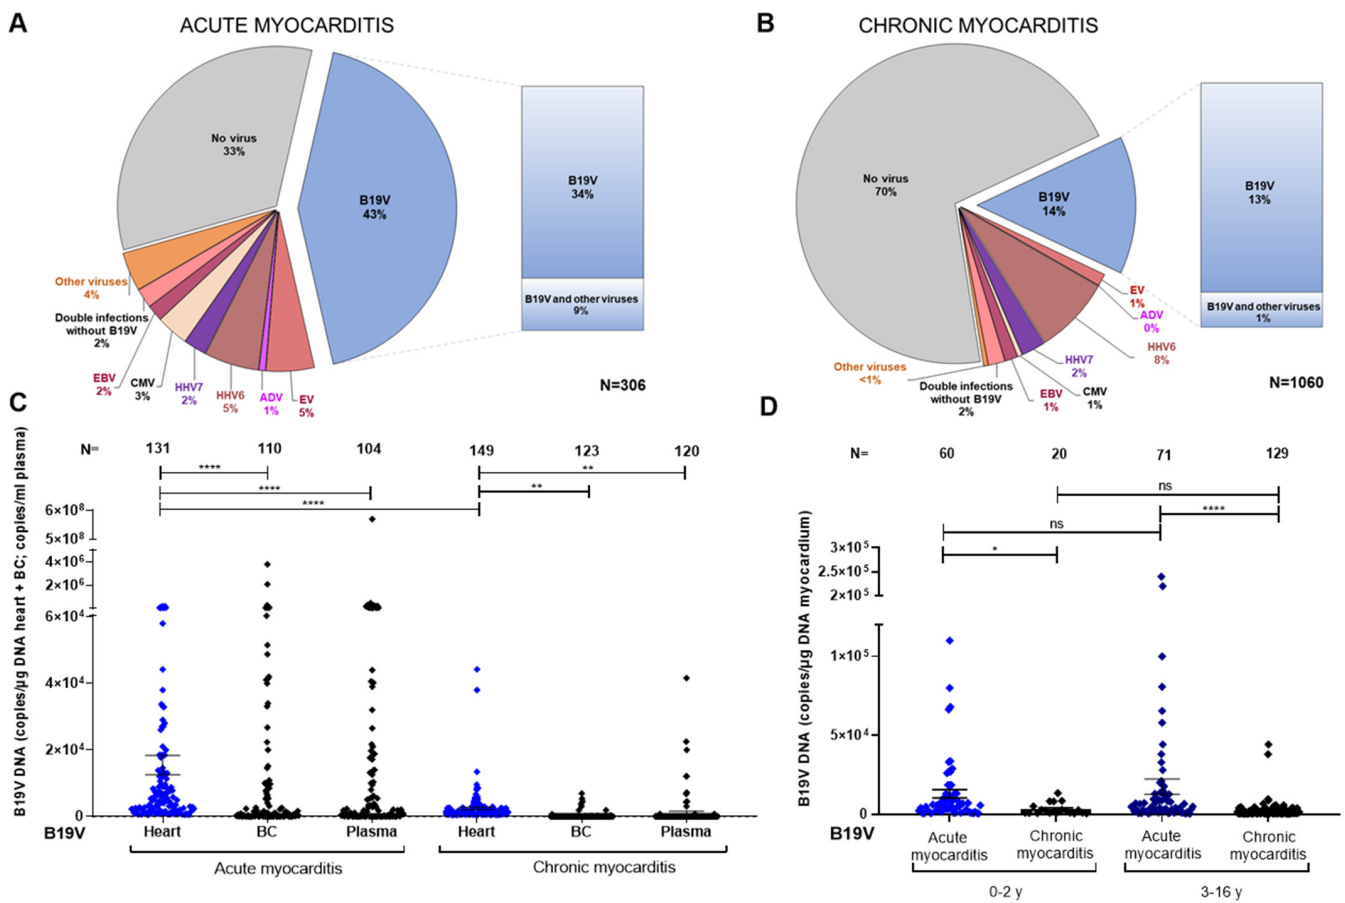 A
ACUTE MYOCARDITIS
No virus
33%
B19V
43%
B19V
34%
B19V and other viruses
9%
Other viruses
4%
Double infections
without B19V
2%
EBV
2%
CMV
3%
HHV7
2%
HHV6
5%
ADV
1%
EV
5%
N=306
B
CHRONIC MYOCARDITIS
No virus
70%
B19V
14%
B19V
13%
B19V and other viruses
1%
EV
1%
ADV
0%
HHV6
8%
HHV7
2%
CMV
1%
EBV
1%
Double infections
without B19V
2%
Other viruses
<1%
N=1060
C
B19V DNA (copies/µg DNA heart + BC; copies/ml plasma)
N= 131 110 104 149 123 120
**** **
**** **
****
6×10⁸
5×10⁸
4×10⁶
2×10⁶
6×10⁴
4×10⁴
2×10⁴
0
B19V Heart BC Plasma Heart BC Plasma
Acute myocarditis Chronic myocarditis
D
B19V DNA (copies/µg DNA myocardium)
N= 60 20 71 129
ns
****
ns
*
3×10⁵
2.5×10⁵
2×10⁵
1×10⁵
5×10⁴
0
B19V
Acute
myocarditis
Chronic
myocarditis
Acute
myocarditis
Chronic
myocarditis
0-2 y 3-16 y